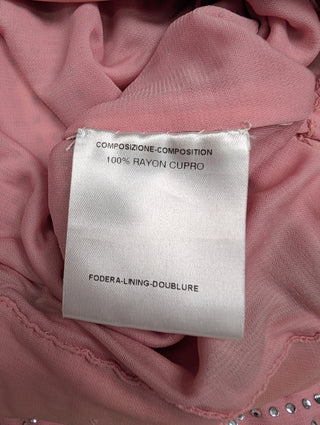 COMPOSIZIONE-COMPOSITION
100% RAYON CUPRO
FODERA-LINING-DOUBLURE